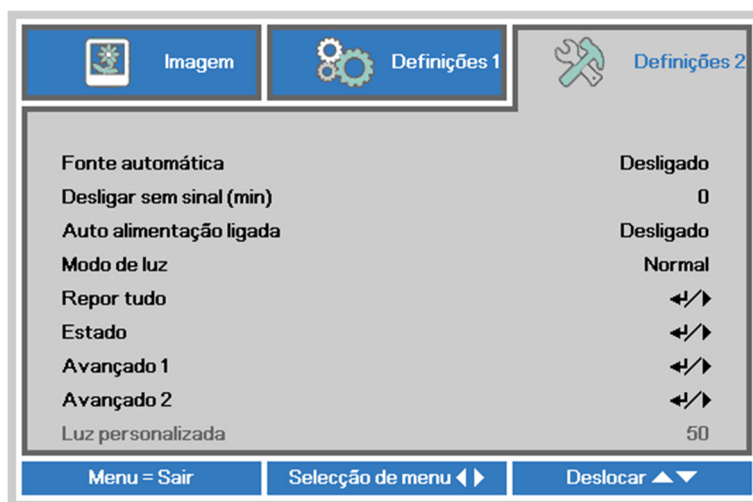 Imagem Definições 1 Definições 2
Fonte automática Desligado
Desligar sem sinal (min) 0
Auto alimentação ligada Desligado
Modo de luz Normal
Repor tudo
Estado
Avançado 1
Avançado 2
Luz personalizada 50
Menu = Sair Selecção de menu Deslocar